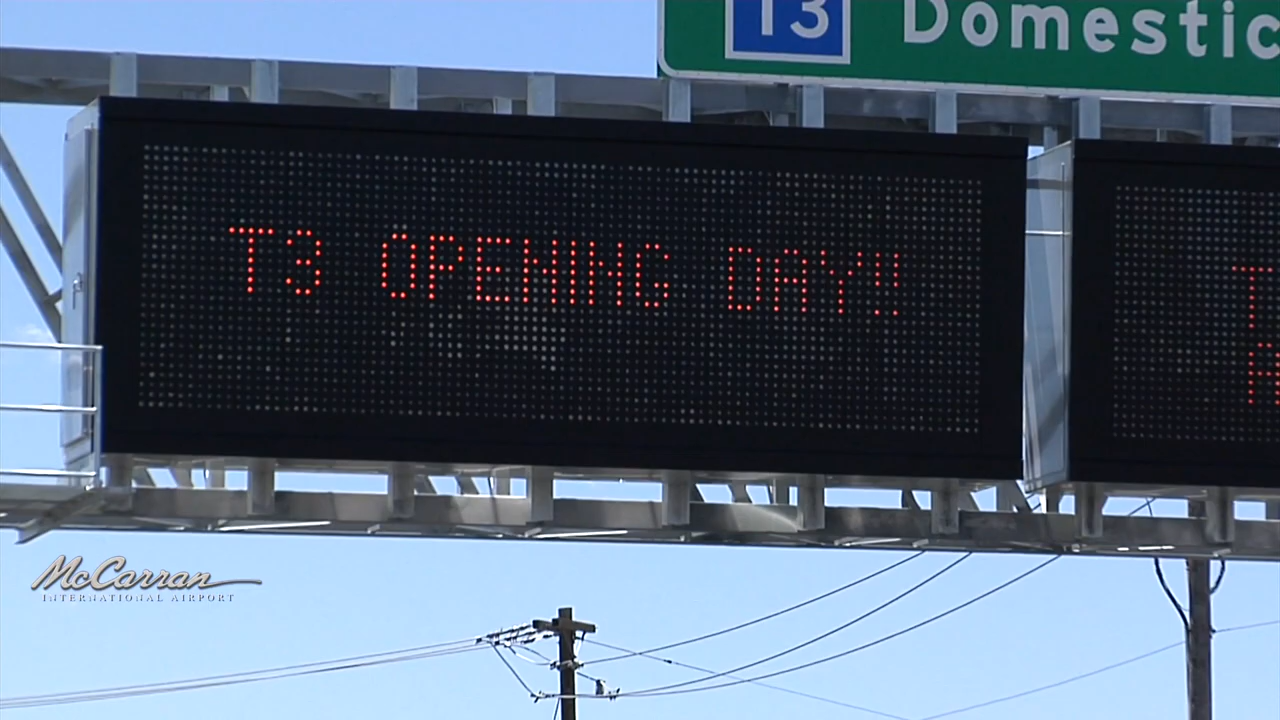 T3 Domestic
T3 OPENING DAY!!
McCarran
INTERNATIONAL AIRPORT